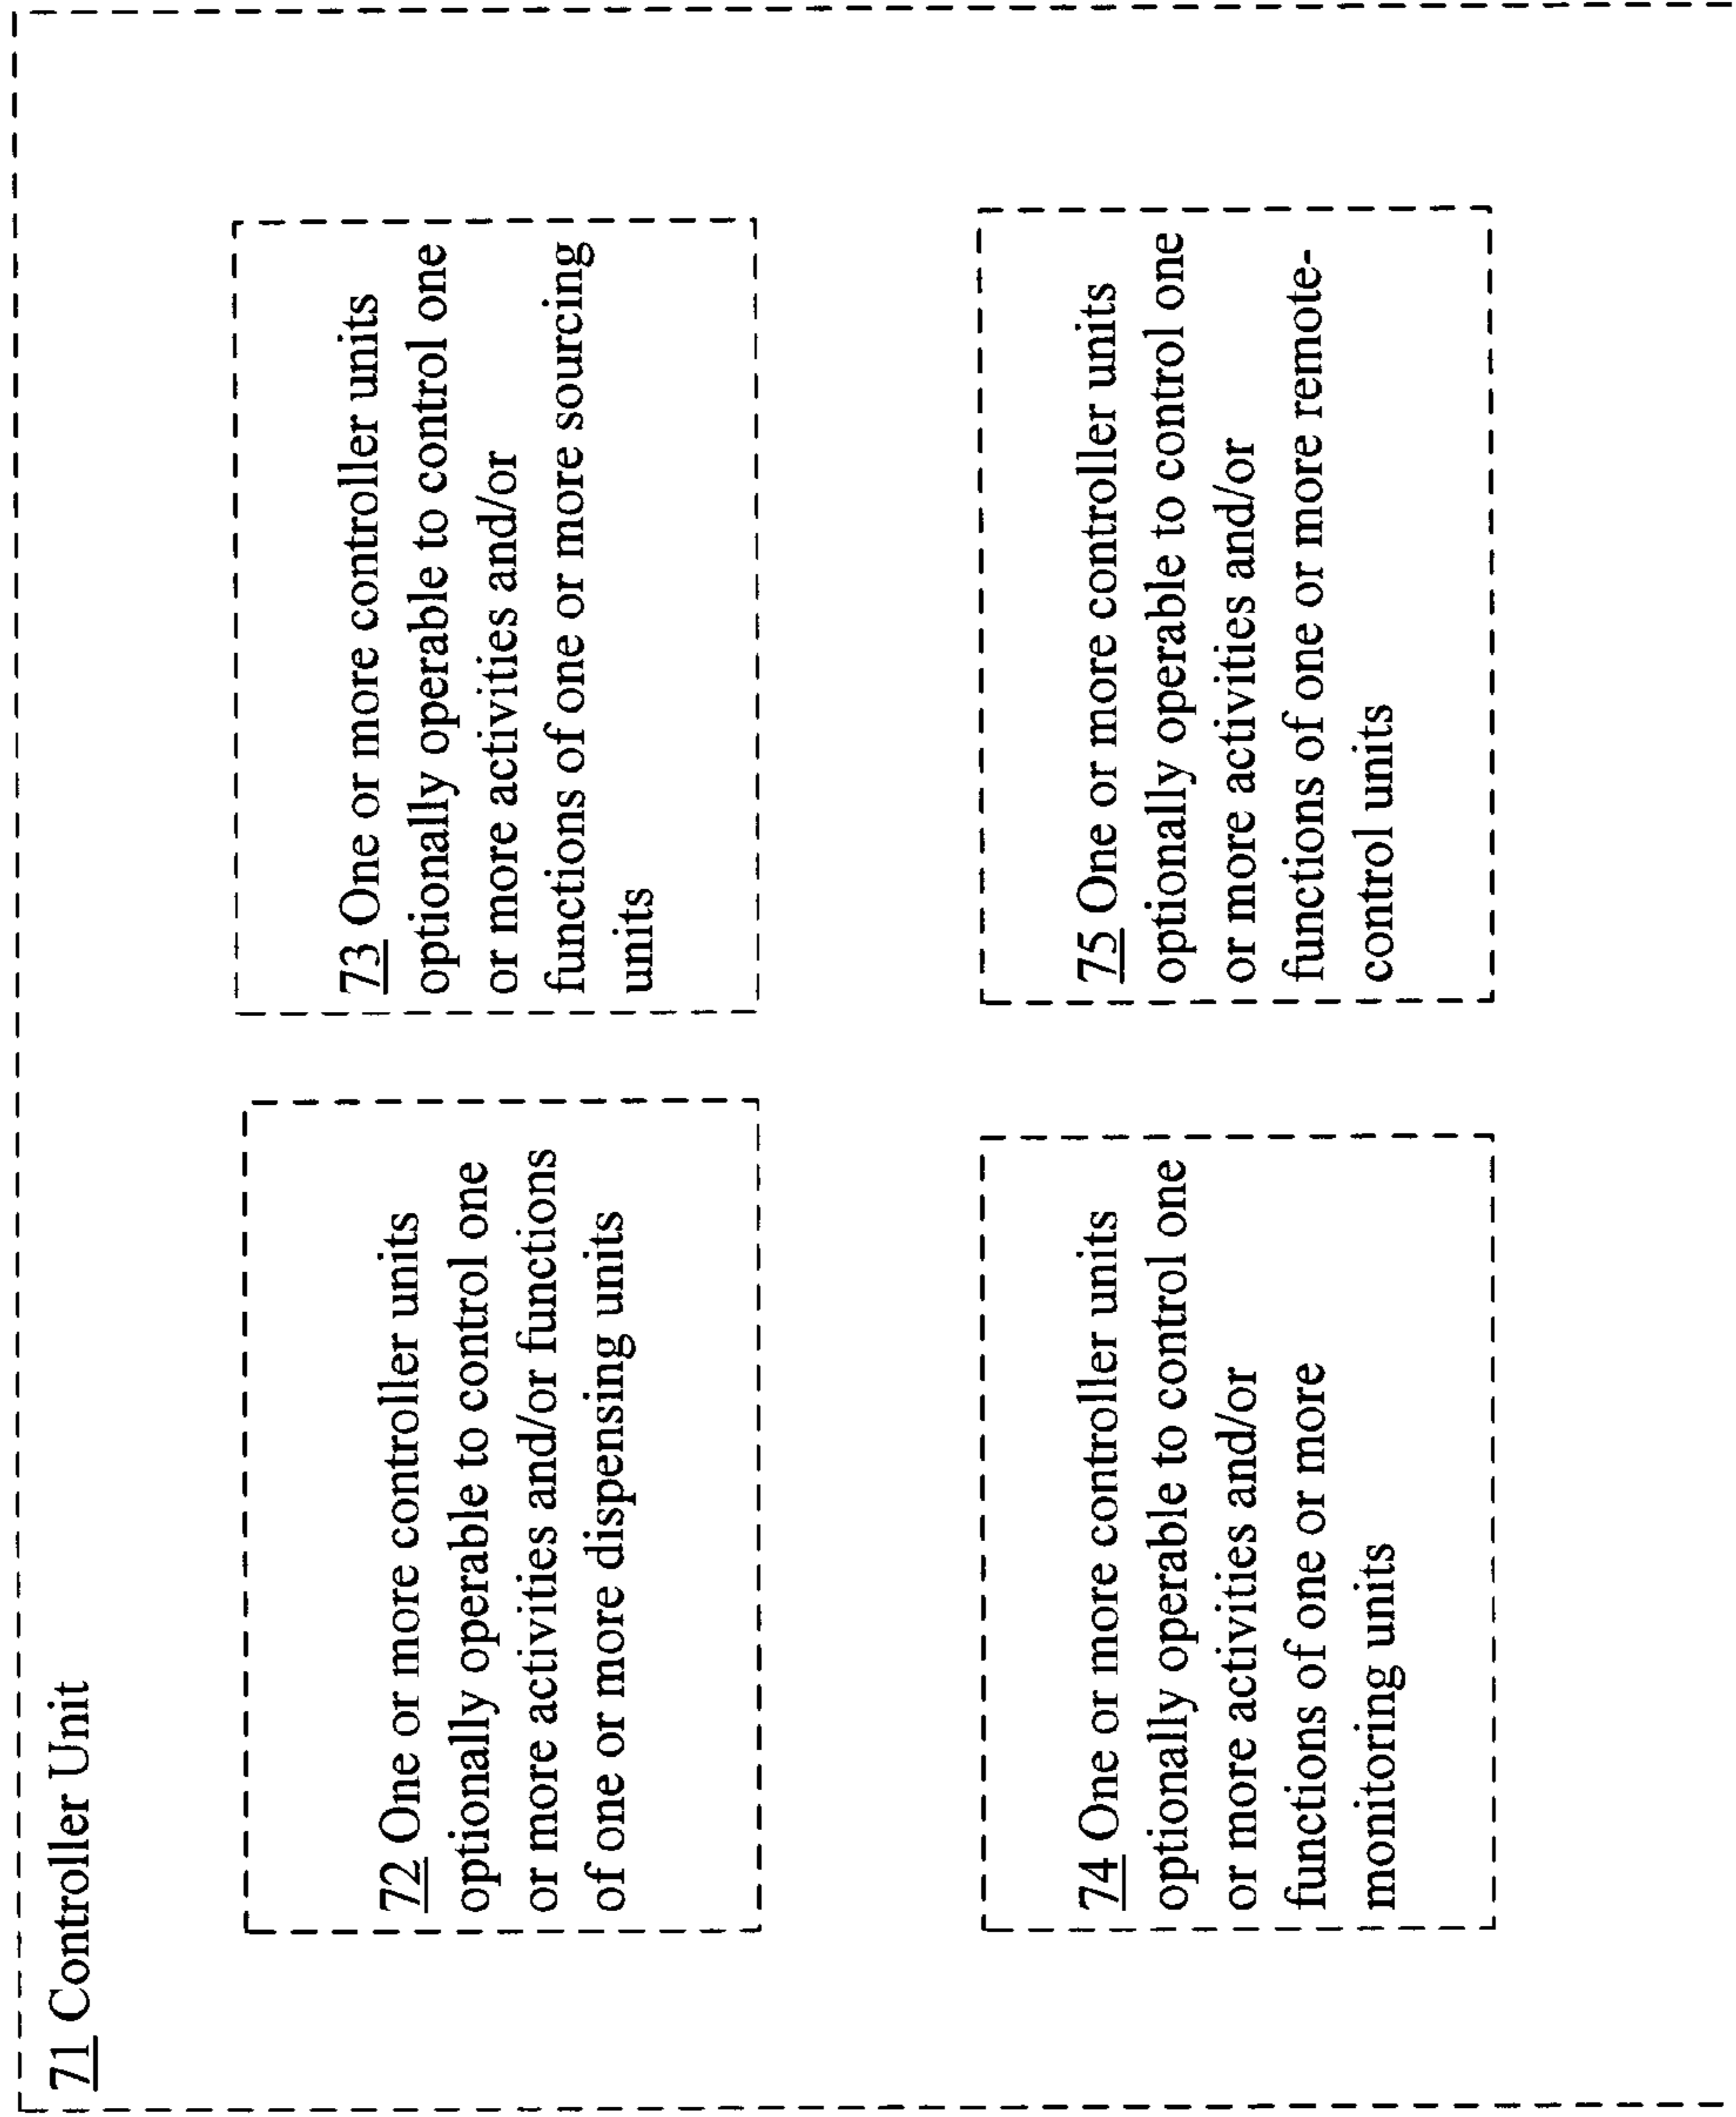 71 Controller Unit
72 One or more controller units
optionally operable to control one
or more activities and/or functions
of one or more dispensing units
73 One or more controller units
optionally operable to control one
or more activities and/or
functions of one or more sourcing
units
74 One or more controller units
optionally operable to control one
or more activities and/or
functions of one or more
monitoring units
75 One or more controller units
optionally operable to control one
or more activities and/or
functions of one or more remote-
control units